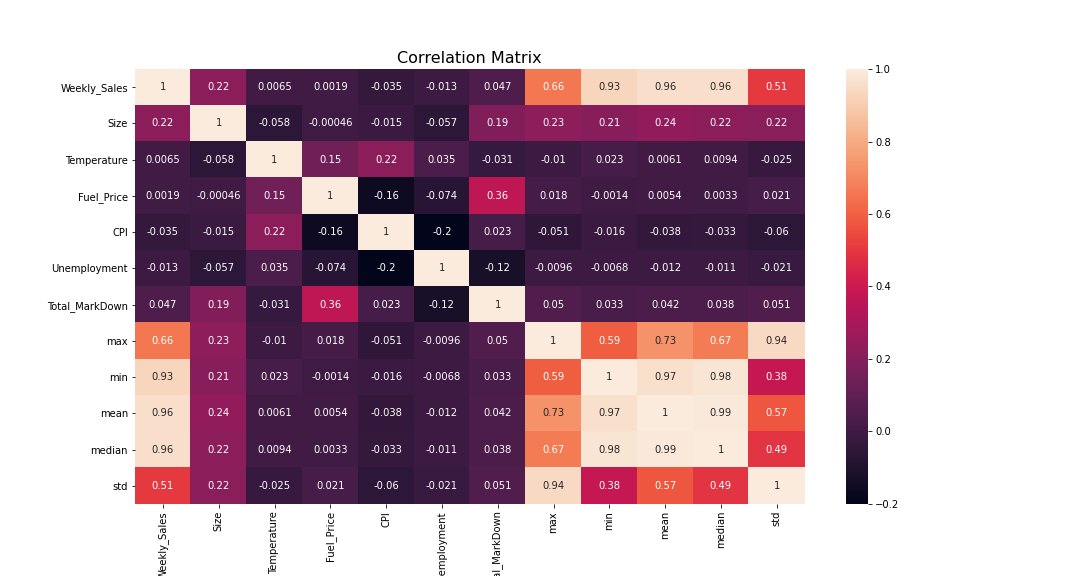 Correlation Matrix
Weekly_Sales 1 0.22 0.0065 0.0019 -0.035 -0.013 0.047 0.66 0.93 0.96 0.96 0.51
Size 0.22 1 -0.058 -0.00046 -0.015 -0.057 0.19 0.23 0.21 0.24 0.22 0.22
Temperature 0.0065 -0.058 1 0.15 0.22 0.035 -0.031 -0.01 0.023 0.0061 0.0094 -0.025
Fuel_Price 0.0019 -0.00046 0.15 1 -0.16 -0.074 0.36 0.018 -0.0014 0.0054 0.0033 0.021
CPI -0.035 -0.015 0.22 -0.16 1 -0.2 0.023 -0.051 -0.016 -0.038 -0.033 -0.06
Unemployment -0.013 -0.057 0.035 -0.074 -0.2 1 -0.12 -0.0096 -0.0068 -0.012 -0.011 -0.021
Total_MarkDown 0.047 0.19 -0.031 0.36 0.023 -0.12 1 0.05 0.033 0.042 0.038 0.051
max 0.66 0.23 -0.01 0.018 -0.051 -0.0096 0.05 1 0.59 0.73 0.67 0.94
min 0.93 0.21 0.023 -0.0014 -0.016 -0.0068 0.033 0.59 1 0.97 0.98 0.38
mean 0.96 0.24 0.0061 0.0054 -0.038 -0.012 0.042 0.73 0.97 1 0.99 0.57
median 0.96 0.22 0.0094 0.0033 -0.033 -0.011 0.038 0.67 0.98 0.99 1 0.49
std 0.51 0.22 -0.025 0.021 -0.06 -0.021 0.051 0.94 0.38 0.57 0.49 1
Weekly_Sales Size Temperature Fuel_Price CPI employment al_MarkDown max min mean median std
1.0
0.8
0.6
0.4
0.2
0.0
−0.2